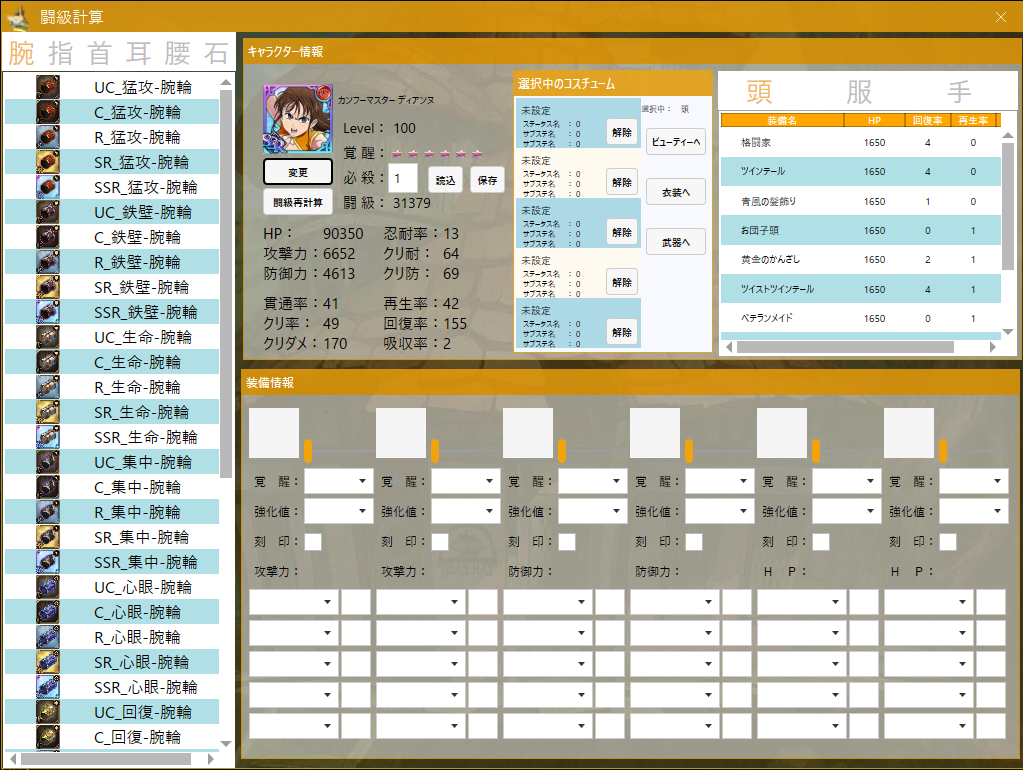 闘級計算
腕 指 首 耳 腰 石
UC_猛攻-腕輪
C_猛攻-腕輪
R_猛攻-腕輪
SR_猛攻-腕輪
SSR_猛攻-腕輪
UC_鉄壁-腕輪
C_鉄壁-腕輪
R_鉄壁-腕輪
SR_鉄壁-腕輪
SSR_鉄壁-腕輪
UC_生命-腕輪
C_生命-腕輪
R_生命-腕輪
SR_生命-腕輪
SSR_生命-腕輪
UC_集中-腕輪
C_集中-腕輪
R_集中-腕輪
SR_集中-腕輪
SSR_集中-腕輪
UC_心眼-腕輪
C_心眼-腕輪
R_心眼-腕輪
SR_心眼-腕輪
SSR_心眼-腕輪
UC_回復-腕輪
C_回復-腕輪
キャラクター情報
カンフーマスター ディアンヌ
Level： 100
覚 醒：★★★★★★
変更
必 殺： 1 読込 保存
闘級再計算
闘 級： 31379
HP： 90350 忍耐率：13
攻撃力：6652 クリ耐： 64
防御力：4613 クリ防： 69
貫通率：41 再生率：42
クリ率： 49 回復率：155
クリダメ：170 吸収率：2
選択中のコスチューム
未設定
ステータス名 ： 0
サブステ名 ： 0
サブステ名 ： 0
解除
未設定
ステータス名 ： 0
サブステ名 ： 0
サブステ名 ： 0
解除
未設定
ステータス名 ： 0
サブステ名 ： 0
サブステ名 ： 0
解除
未設定
ステータス名 ： 0
サブステ名 ： 0
サブステ名 ： 0
解除
未設定
ステータス名 ： 0
サブステ名 ： 0
サブステ名 ： 0
解除
選択中： 頭
ビューティーへ
衣装へ
武器へ
頭 服 手
装備名 HP 回復率 再生率
格闘家 1650 4 0
ツインテール 1650 4 0
青風の髪飾り 1650 1 0
お団子頭 1650 0 1
黄金のかんざし 1650 2 1
ツイストツインテール 1650 4 1
ベテランメイド 1650 0 1
装備情報
覚 醒： 覚 醒： 覚 醒： 覚 醒： 覚 醒： 覚 醒：
強化値： 強化値： 強化値： 強化値： 強化値： 強化値：
刻 印： 刻 印： 刻 印： 刻 印： 刻 印： 刻 印：
攻撃力： 攻撃力： 防御力： 防御力： Ｈ Ｐ： Ｈ Ｐ：